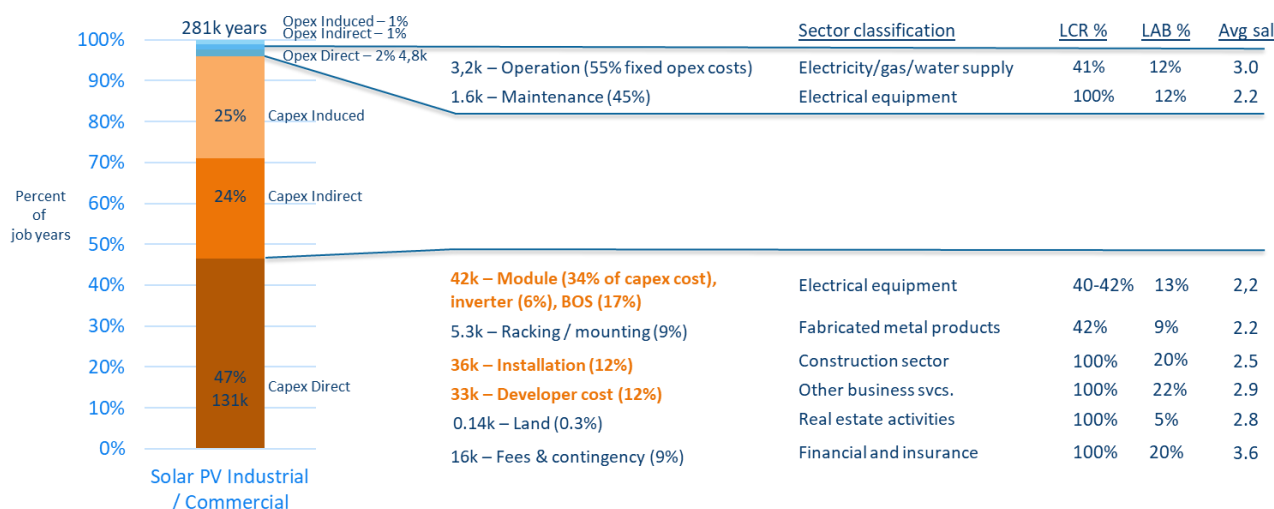 281k years
Opex Induced – 1%
Opex Indirect – 1%
Opex Direct – 2% 4,8k
100%
90%
80%
70%
60%
50%
40%
30%
20%
10%
0%
Percent
of
job years
25%
Capex Induced
24%
Capex Indirect
47%
131k
Capex Direct
Solar PV Industrial
/ Commercial
Sector classification LCR % LAB % Avg sal
3,2k – Operation (55% fixed opex costs) Electricity/gas/water supply 41% 12% 3.0
1.6k – Maintenance (45%) Electrical equipment 100% 12% 2.2
42k – Module (34% of capex cost),
inverter (6%), BOS (17%) Electrical equipment 40-42% 13% 2,2
5.3k – Racking / mounting (9%) Fabricated metal products 42% 9% 2.2
36k – Installation (12%) Construction sector 100% 20% 2.5
33k – Developer cost (12%) Other business svcs. 100% 22% 2.9
0.14k – Land (0.3%) Real estate activities 100% 5% 2.8
16k – Fees & contingency (9%) Financial and insurance 100% 20% 3.6